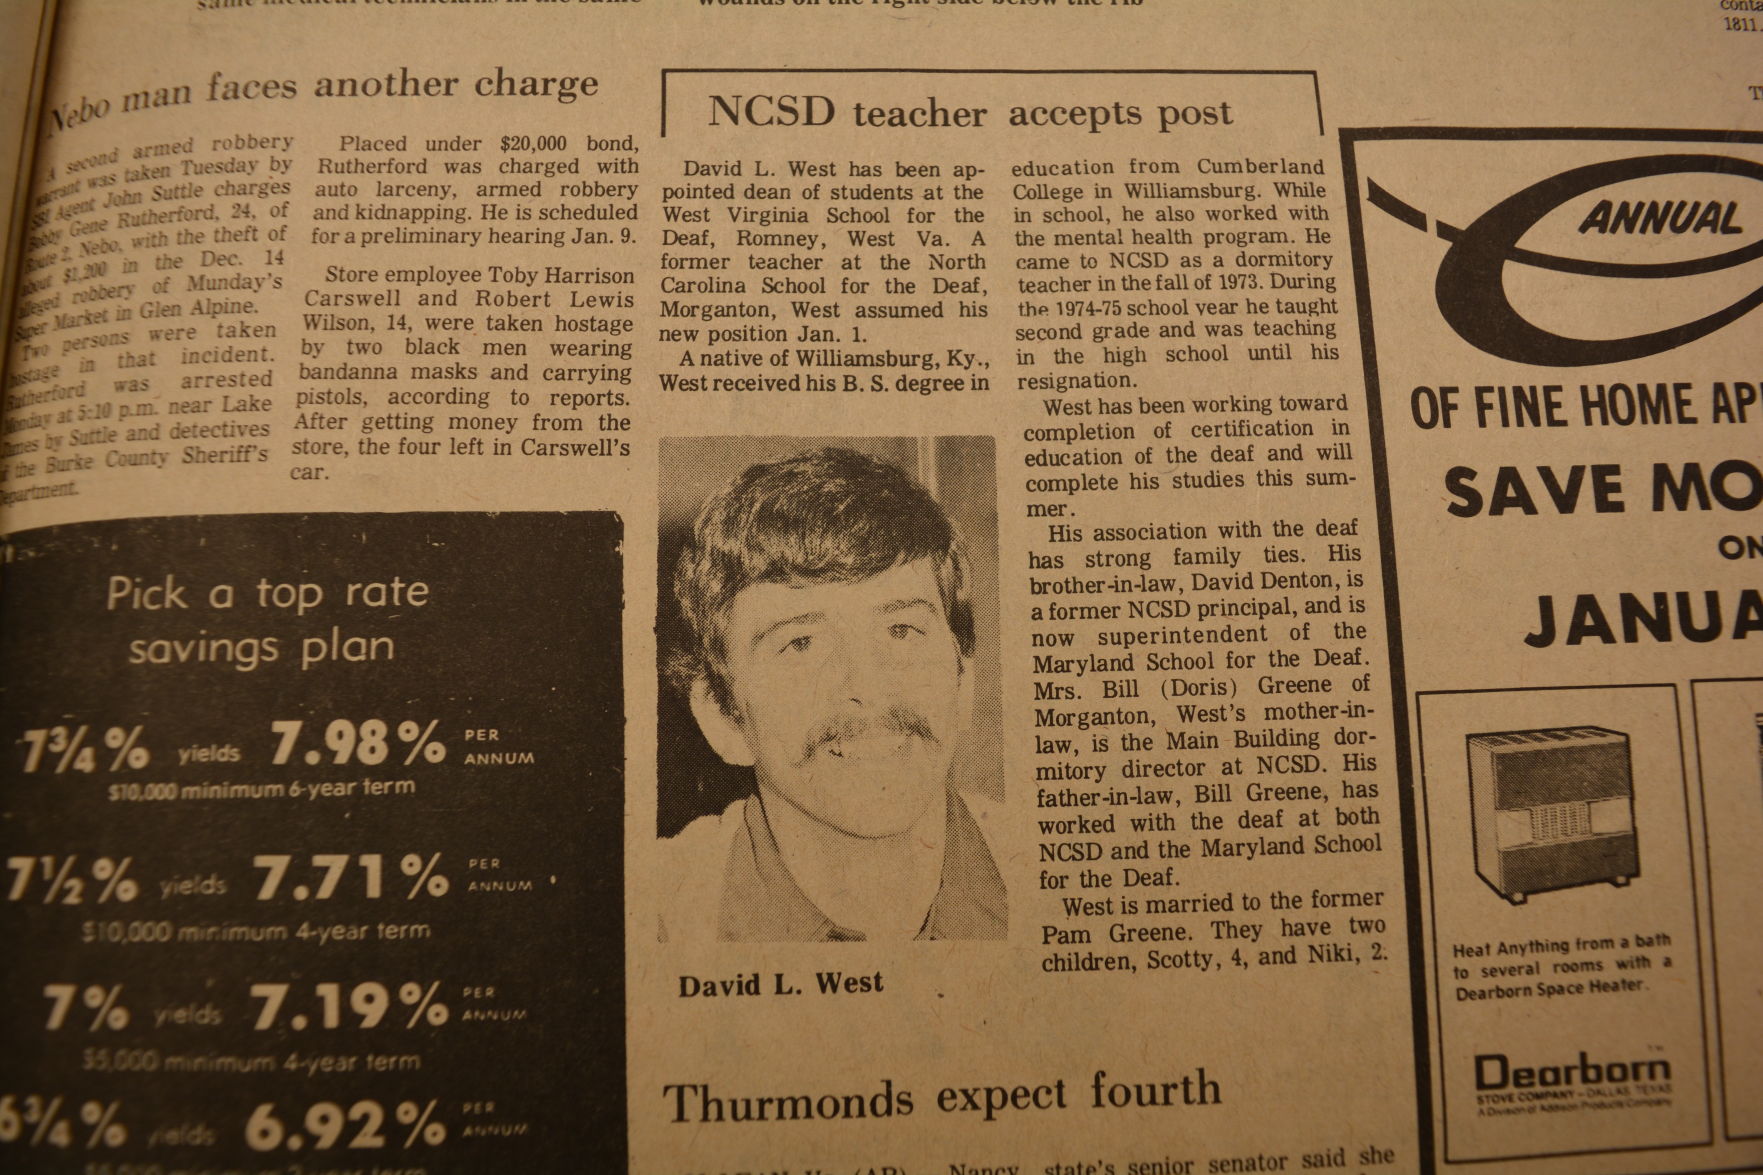 same medical technicians in the same
wounds on the right side below the rib
1811.
Nebo man faces another charge
A second armed robbery
warrant was taken Tuesday by
SBI Agent John Suttle charges
Bobby Gene Rutherford, 24, of
Route 2, Nebo, with the theft of
about $1,200 in the Dec. 14
alleged robbery of Munday's
Super Market in Glen Alpine.
Two persons were taken
hostage in that incident.
Rutherford was arrested
Monday at 5:10 p.m. near Lake
James by Suttle and detectives
of the Burke County Sheriff's
Department.
Placed under $20,000 bond,
Rutherford was charged with
auto larceny, armed robbery
and kidnapping. He is scheduled
for a preliminary hearing Jan. 9.
Store employee Toby Harrison
Carswell and Robert Lewis
Wilson, 14, were taken hostage
by two black men wearing
bandanna masks and carrying
pistols, according to reports.
After getting money from the
store, the four left in Carswell's
car.
Pick a top rate
savings plan
7¾% yields 7.98% PER ANNUM
$10,000 minimum 6-year term
7½% yields 7.71% PER ANNUM
$10,000 minimum 4-year term
7% yields 7.19% PER ANNUM
$5,000 minimum 4-year term
6¾% yields 6.92% PER ANNUM
NCSD teacher accepts post
David L. West has been ap-
pointed dean of students at the
West Virginia School for the
Deaf, Romney, West Va. A
former teacher at the North
Carolina School for the Deaf,
Morganton, West assumed his
new position Jan. 1.
A native of Williamsburg, Ky.,
West received his B. S. degree in
David L. West
education from Cumberland
College in Williamsburg. While
in school, he also worked with
the mental health program. He
came to NCSD as a dormitory
teacher in the fall of 1973. During
the 1974-75 school year he taught
second grade and was teaching
in the high school until his
resignation.
West has been working toward
completion of certification in
education of the deaf and will
complete his studies this sum-
mer.
His association with the deaf
has strong family ties. His
brother-in-law, David Denton, is
a former NCSD principal, and is
now superintendent of the
Maryland School for the Deaf.
Mrs. Bill (Doris) Greene of
Morganton, West's mother-in-
law, is the Main Building dor-
mitory director at NCSD. His
father-in-law, Bill Greene, has
worked with the deaf at both
NCSD and the Maryland School
for the Deaf.
West is married to the former
Pam Greene. They have two
children, Scotty, 4, and Niki, 2.
Thurmonds expect fourth
(AP)
Nancy, state's senior senator said she
ANNUAL
OF FINE HOME AP
SAVE MO
ON
JANUA
Heat Anything from a bath
to several rooms with a
Dearborn Space Heater.
Dearborn
STOVE COMPANY - DALLAS, TEXAS
A Division of Addison Products Company